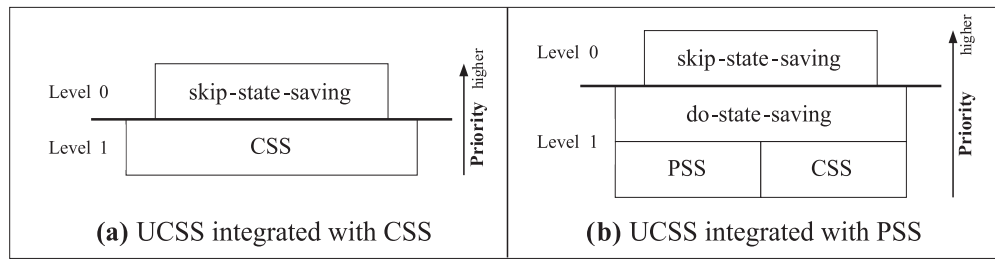 Level 0
skip-state-saving
Level 1
CSS
Priority higher
(a) UCSS integrated with CSS
Level 0
skip-state-saving
do-state-saving
Level 1
PSS
CSS
Priority higher
(b) UCSS integrated with PSS